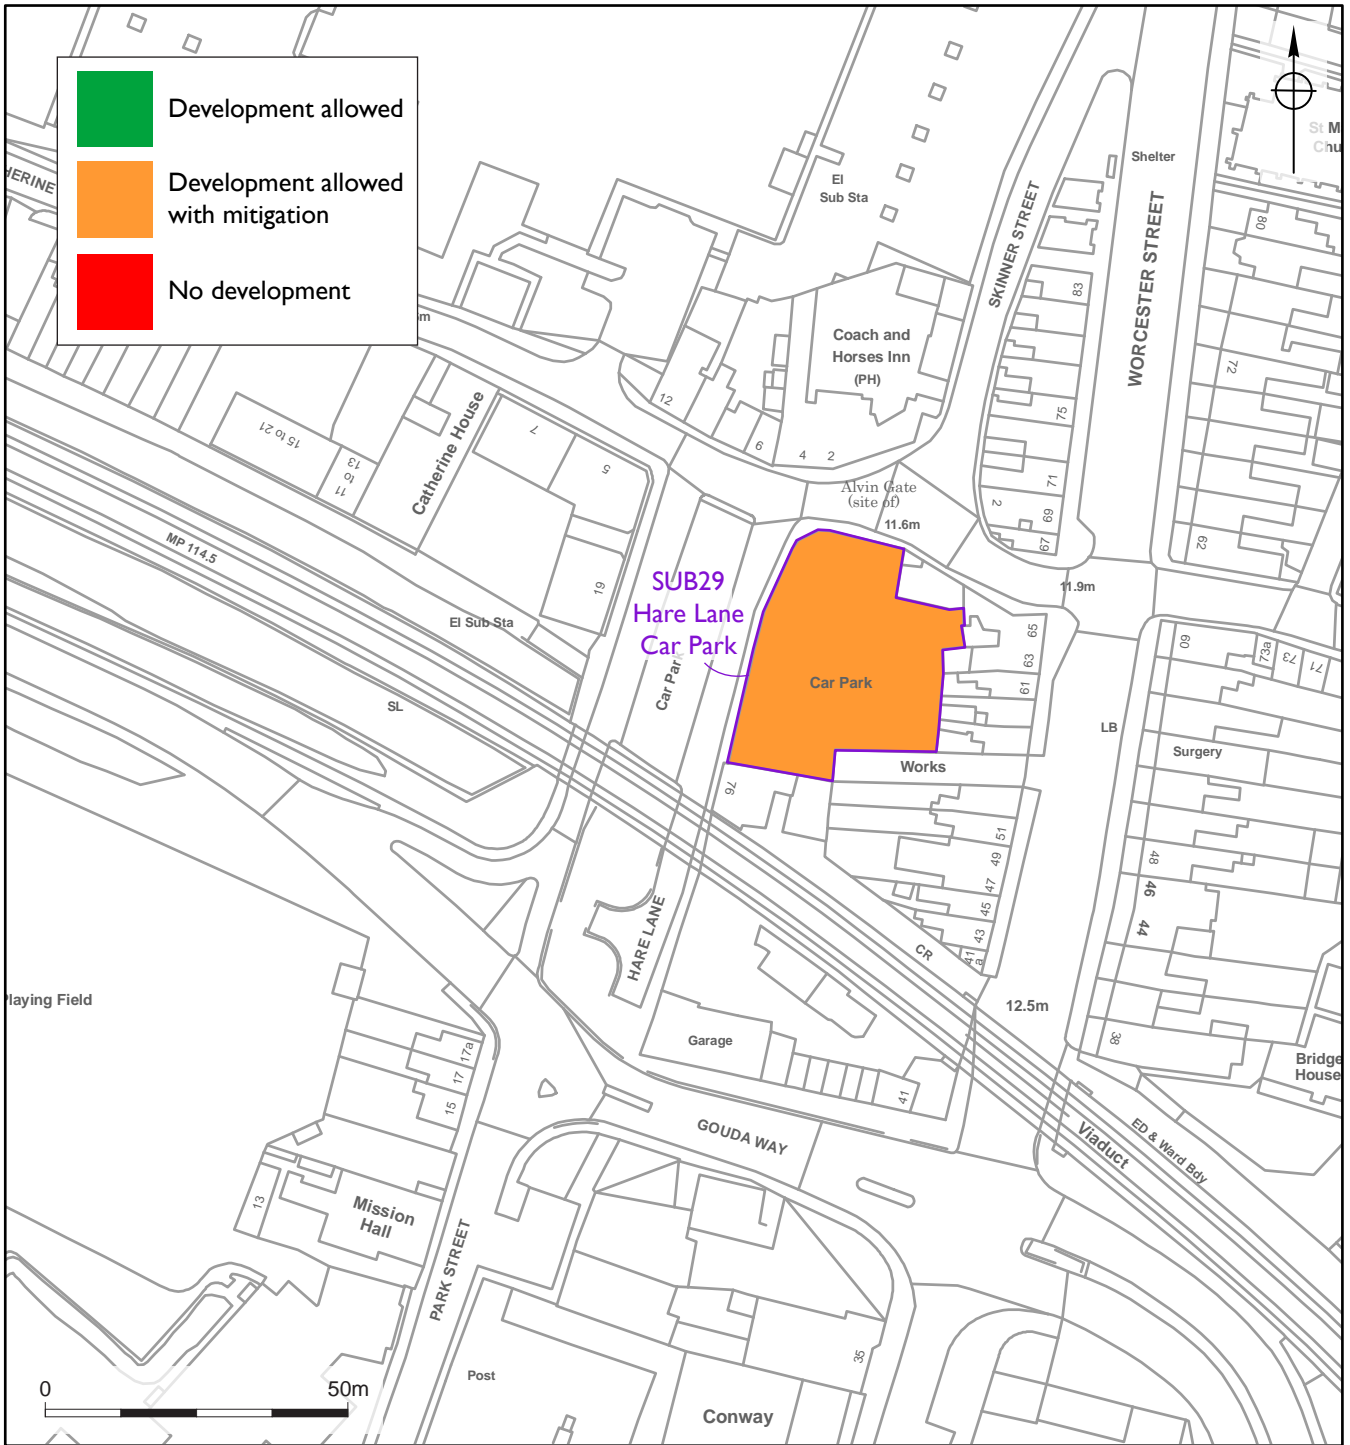 Development allowed
Development allowed
with mitigation
No development
St M
Chu
Shelter
El
Sub Sta
SKINNER STREET
WORCESTER STREET
80
83
HERINE
Coach and
Horses Inn
(PH)
72
12
75
15 to 21
Catherine House
7
6
4
2
5
13
to
11
71
Alvin Gate
(site of)
2
69
11.6m
67
62
MP 114.5
19
11.9m
SUB29
Hare Lane
Car Park
El Sub Sta
65
60
73a
73
71
63
Car Park
Car Park
61
SL
LB
Surgery
Works
76
51
49
48
47
46
45
44
43
41
a
HARE LANE
CR
Playing Field
12.5m
Garage
38
17a
17
15
41
Bridge
House
GOUDA WAY
Viaduct
ED & Ward Bdy
13
Mission
Hall
PARK STREET
35
Post
0
50m
Conway